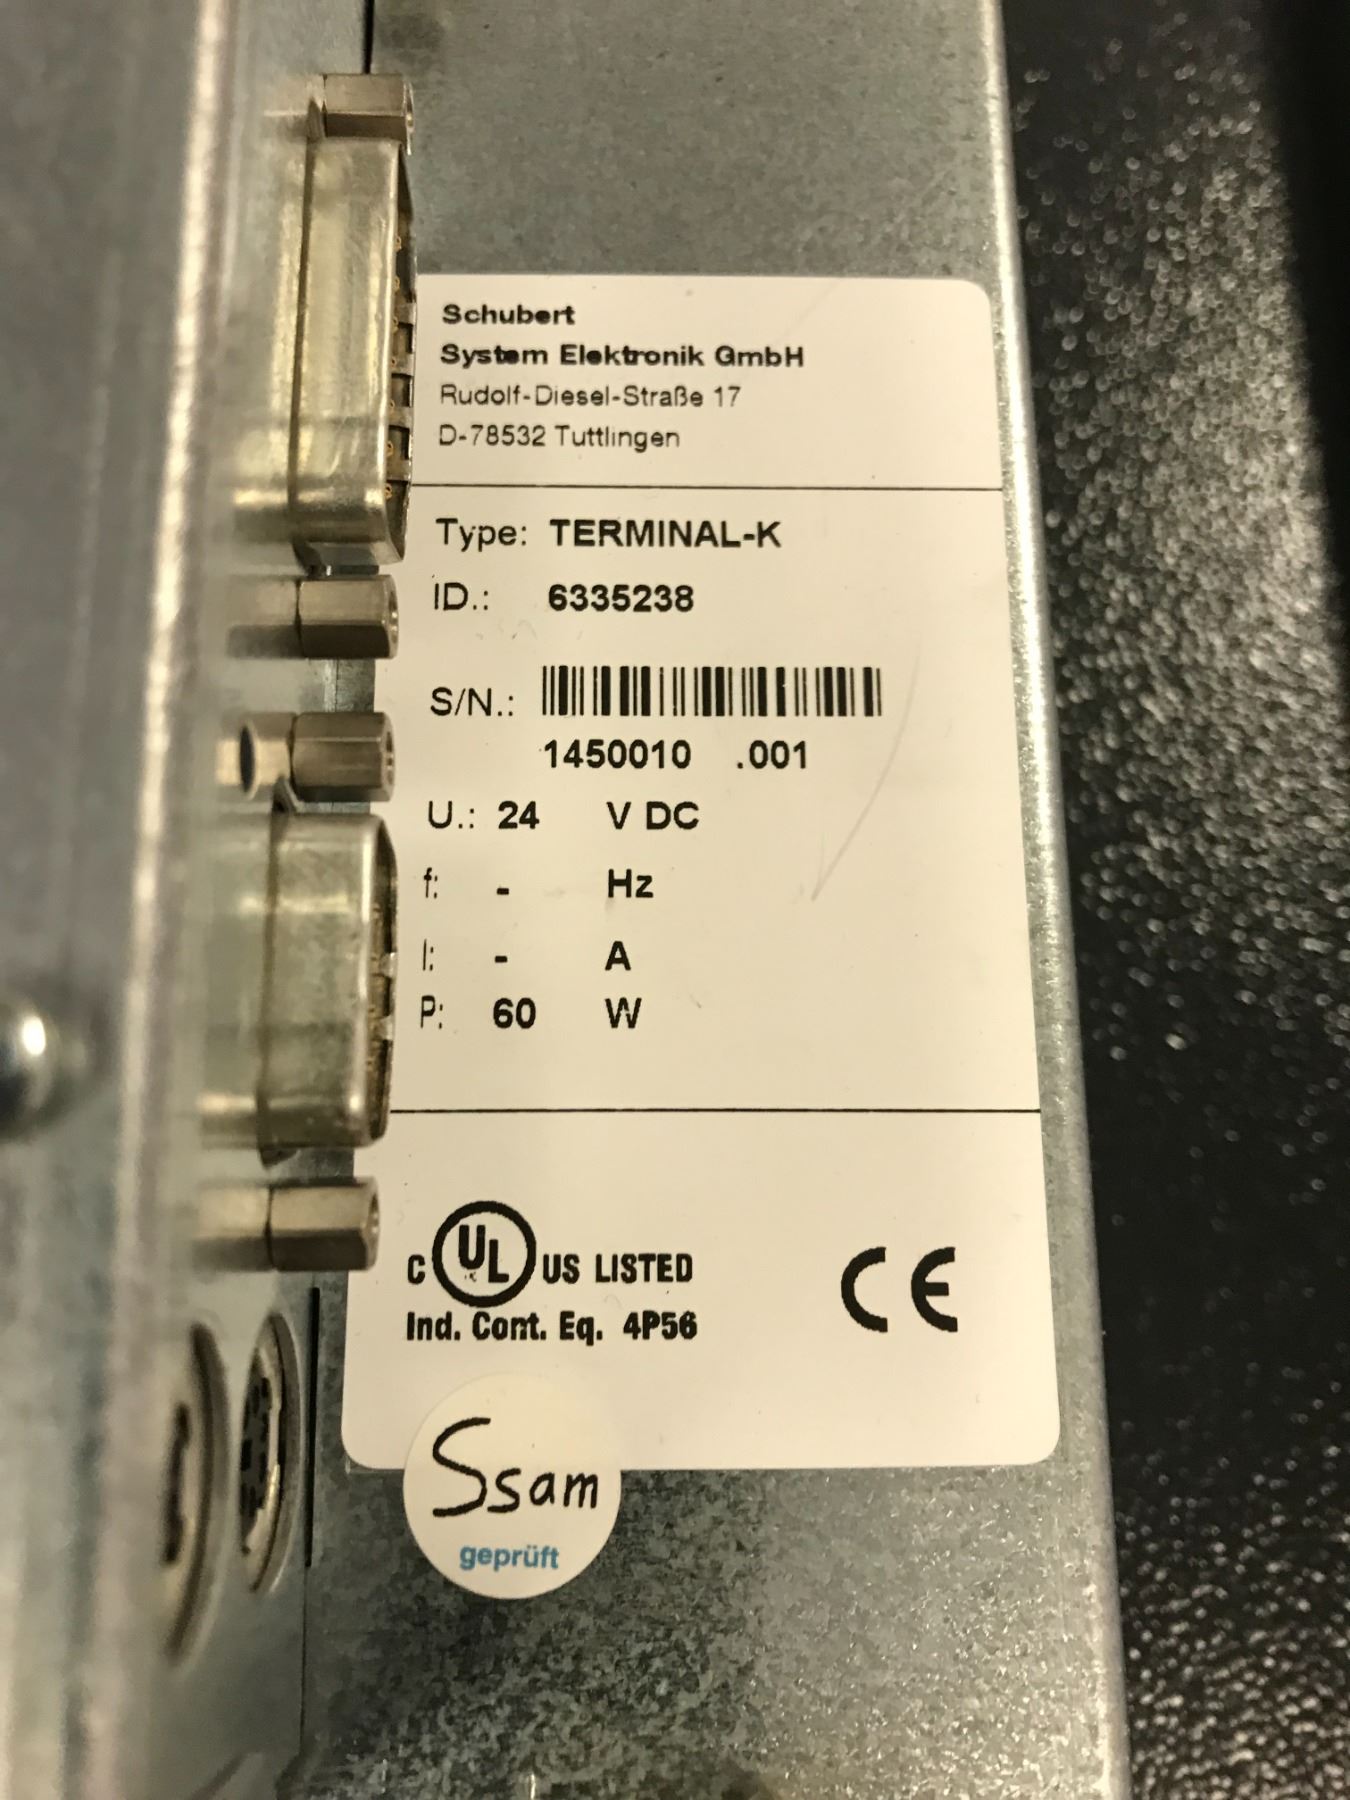 Schubert
System Elektronik GmbH
Rudolf-Diesel-Straße 17
D-78532 Tuttlingen
Type: TERMINAL-K
ID.: 6335238
S/N.:
1450010 .001
U.: 24 V DC
f: - Hz
I: - A
P: 60 W
C UL US LISTED
Ind. Cont. Eq. 4P56
CE
Ssam
geprüft